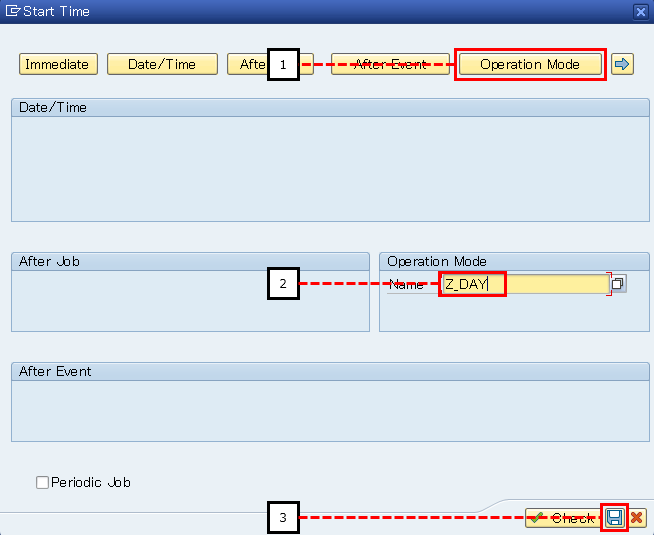 Start Time
Immediate Date/Time Afte 1 After Event Operation Mode
Date/Time
After Job Operation Mode
2 Name Z_DAY
After Event
Periodic Job
3 Check